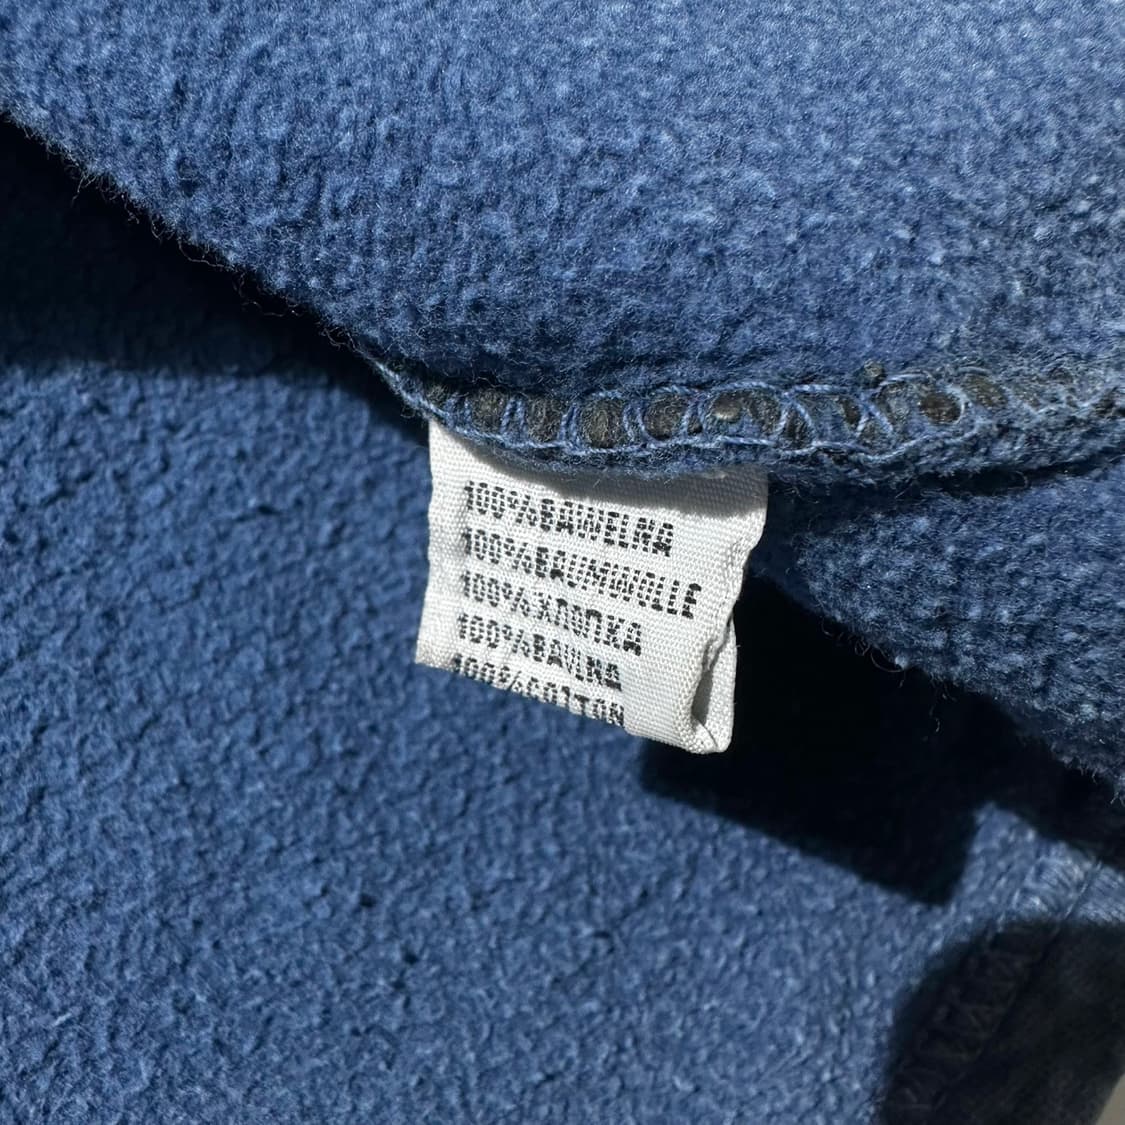 100%BAWEŁNA
100%BAUMWOLLE
100%ХЛОПКА
100%BAVLNA
100%COTTON